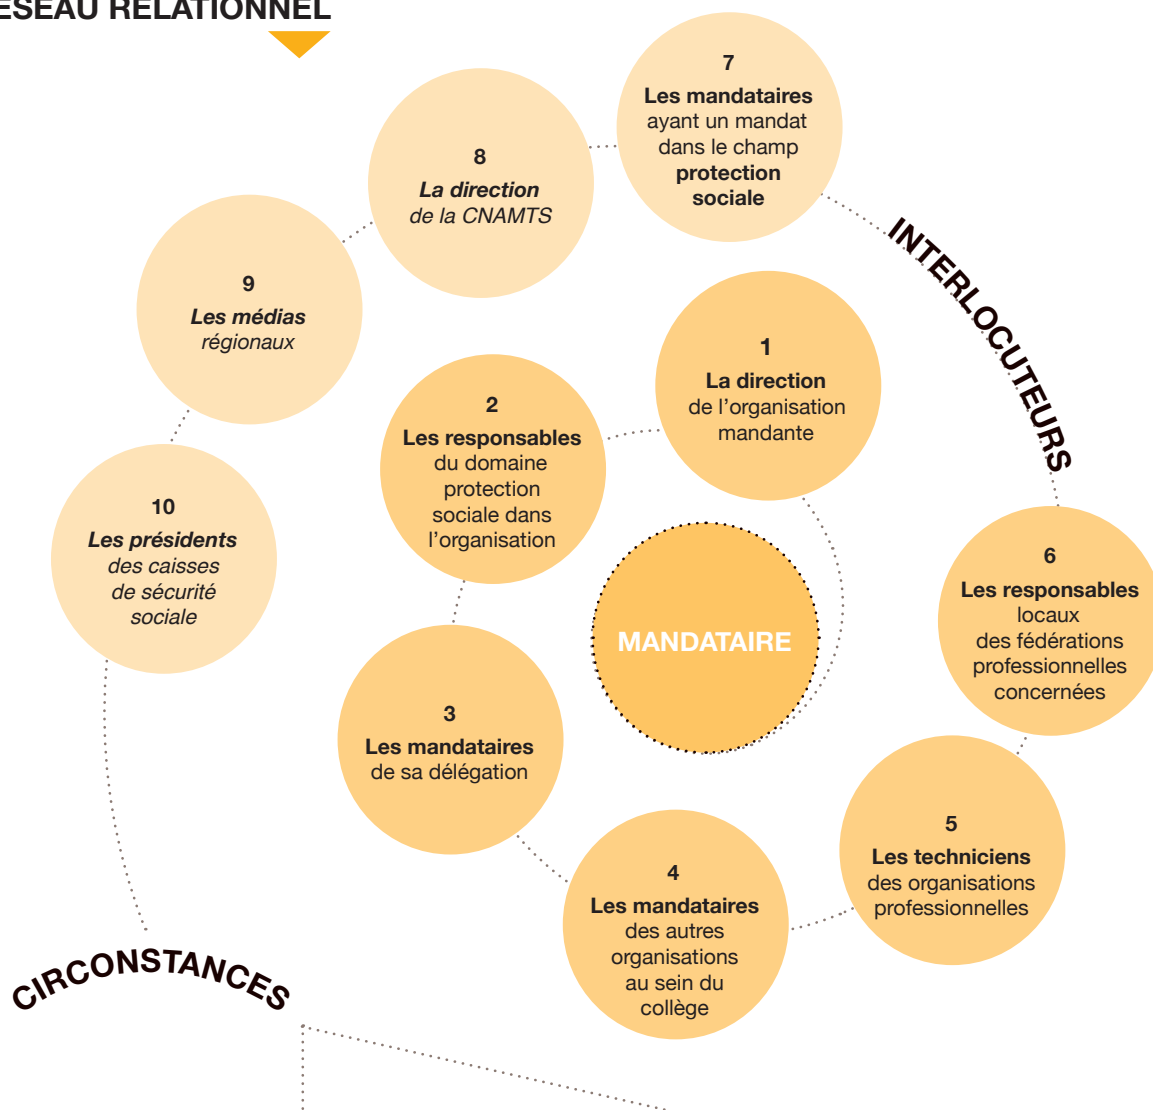 ÉSEAU RELATIONNEL
7
Les mandataires
ayant un mandat
dans le champ
protection
sociale
8
La direction
de la CNAMTS
9
Les médias
régionaux
INTERLOCUTEURS
1
La direction
de l'organisation
mandante
2
Les responsables
du domaine
protection
sociale dans
l'organisation
10
Les présidents
des caisses
de sécurité
sociale
MANDATAIRE
6
Les responsables
locaux
des fédérations
professionnelles
concernées
3
Les mandataires
de sa délégation
5
Les techniciens
des organisations
professionnelles
4
Les mandataires
des autres
organisations
au sein du
collège
CIRCONSTANCES